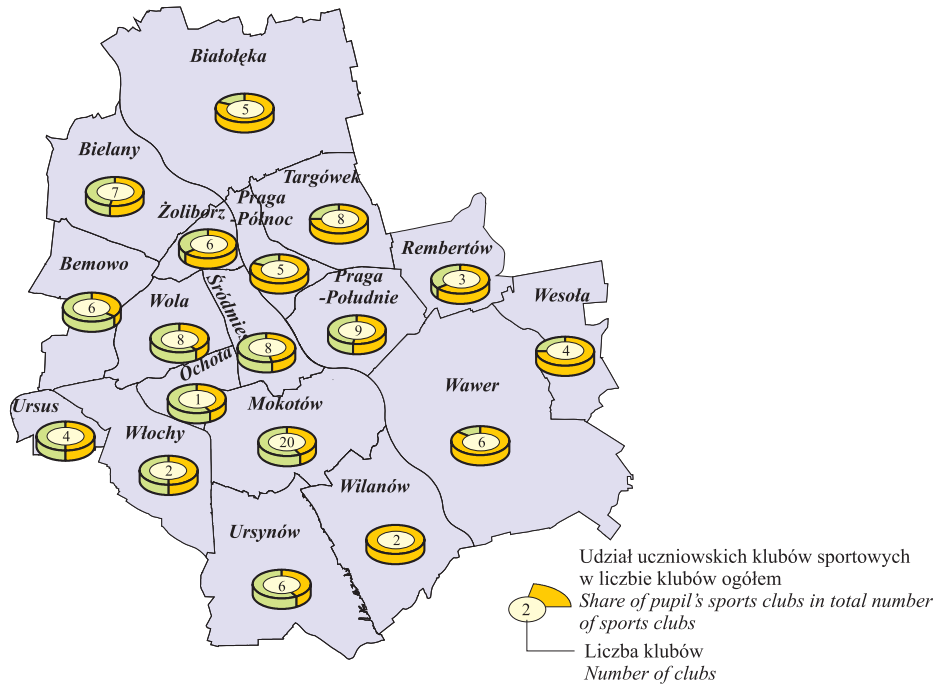 Białołęka
5
Bielany
7
Targówek
8
Żoliborz
6
Praga
-Północ
5
Rembertów
3
Bemowo
6
Wola
8
Śródmieś
8
Praga
-Południe
9
Wesoła
4
Ochota
1
Wawer
6
Ursus
4
Włochy
2
Mokotów
20
Wilanów
2
Ursynów
6
Udział uczniowskich klubów sportowych
w liczbie klubów ogółem
Share of pupil's sports clubs in total number
of sports clubs
2
Liczba klubów
Number of clubs